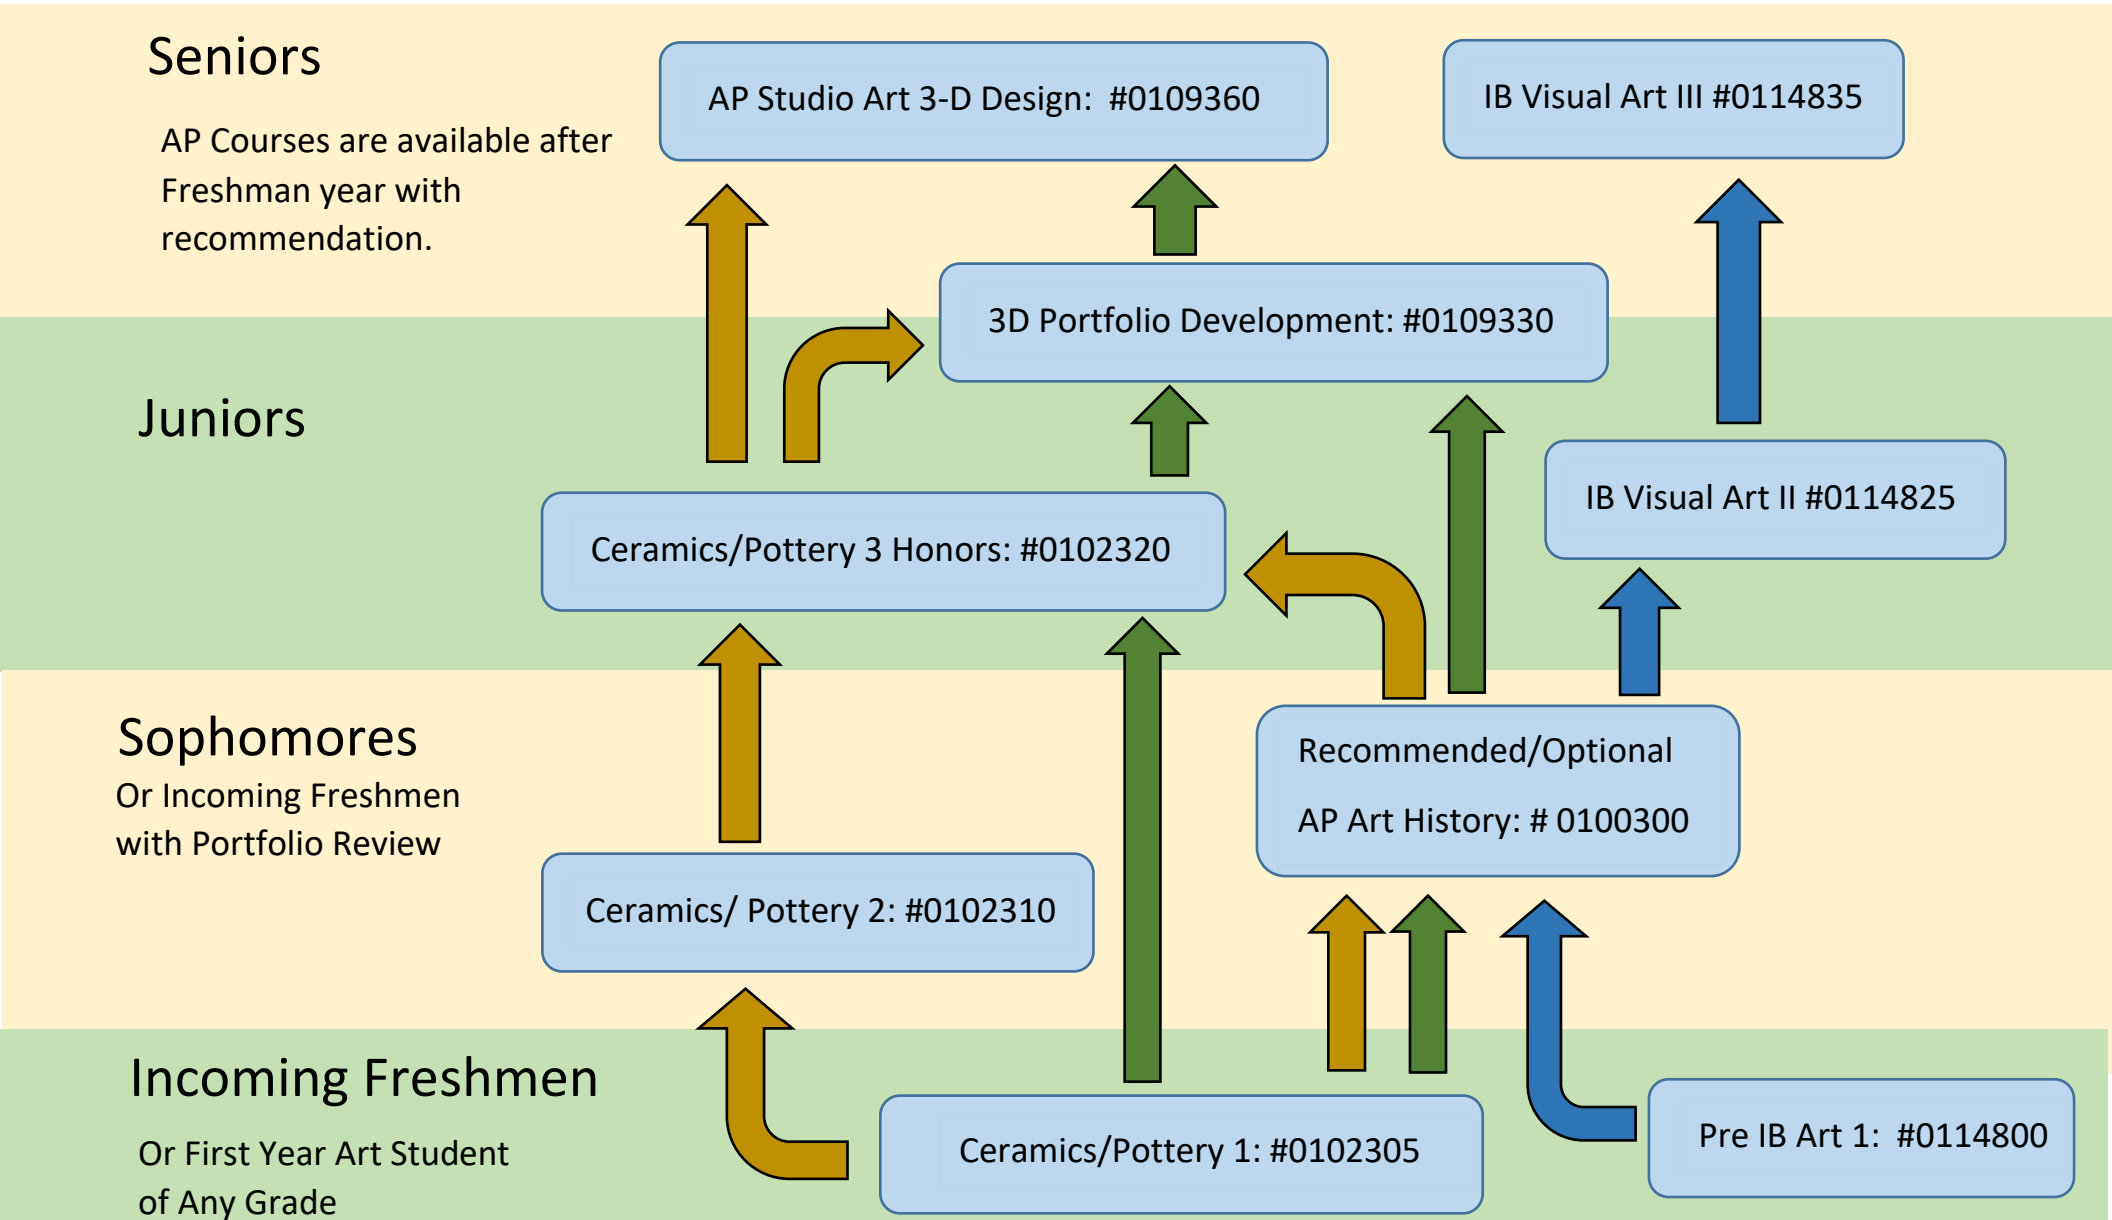 Seniors
AP Courses are available after
Freshman year with
recommendation.
AP Studio Art 3-D Design:  #0109360
IB Visual Art III #0114835
3D Portfolio Development: #0109330
Juniors
IB Visual Art II #0114825
Ceramics/Pottery 3 Honors: #0102320
Sophomores
Or Incoming Freshmen
with Portfolio Review
Recommended/Optional
AP Art History: # 0100300
Ceramics/ Pottery 2: #0102310
Incoming Freshmen
Or First Year Art Student
of Any Grade
Ceramics/Pottery 1: #0102305
Pre IB Art 1:  #0114800